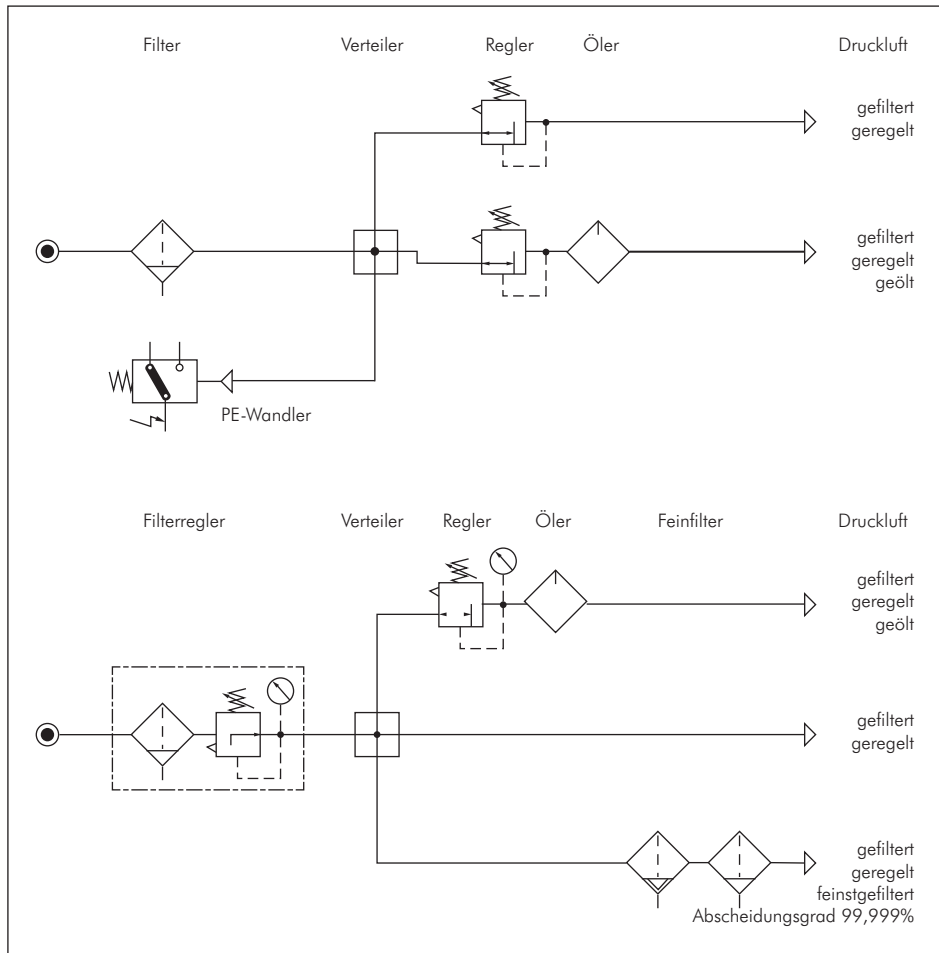 Filter Verteiler Regler Öler Druckluft
gefiltert
geregelt
gefiltert
geregelt
geölt
PE-Wandler
Filterregler Verteiler Regler Öler Feinfilter Druckluft
gefiltert
geregelt
geölt
gefiltert
geregelt
gefiltert
geregelt
feinstgefiltert
Abscheidungsgrad 99,999%